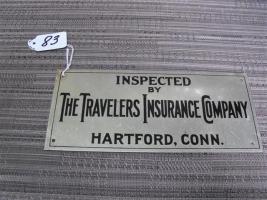 83
INSPECTED
BY
THE TRAVELERS INSURANCE COMPANY
HARTFORD, CONN.